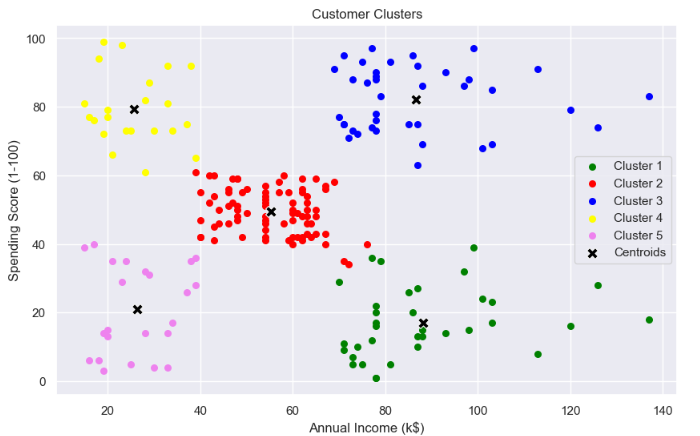 Customer Clusters
Spending Score (1-100)
100
80
60
40
20
0
Cluster 1
Cluster 2
Cluster 3
Cluster 4
Cluster 5
Centroids
20 40 60 80 100 120 140
Annual Income (k$)